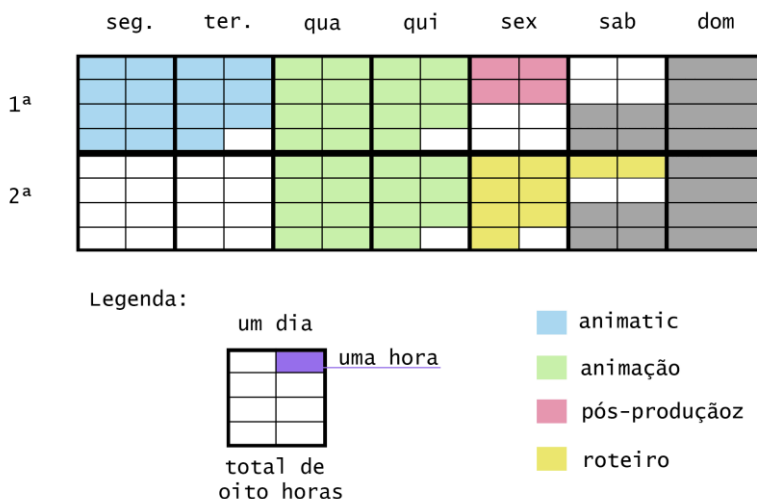 seg. ter. qua qui sex sab dom
1ª
2ª
Legenda:
um dia
uma hora
total de
oito horas
animatic
animação
pós-produçãoz
roteiro